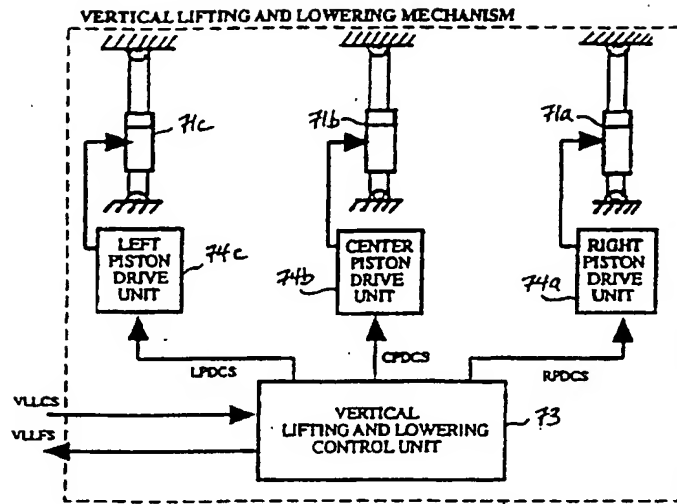 VERTICAL LIFTING AND LOWERING MECHANISM
71c
71b
71a
LEFT
PISTON
DRIVE
UNIT
74c
CENTER
PISTON
DRIVE
UNIT
74b
RIGHT
PISTON
DRIVE
UNIT
74a
LPDCS
CPDCS
RPDCS
VLLCS
VLLFS
VERTICAL
LIFTING AND LOWERING
CONTROL UNIT
73